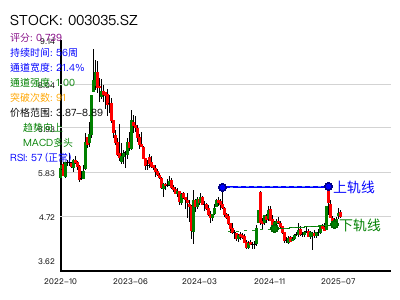 STOCK: 003035.SZ
评分: 0.729
持续时间: 56周
通道宽度: 21.4%
通道强度: 1.00
突破次数: 81
价格范围: 3.87–8.89
趋势向上
MACD多头
RSI: 57 (正常)
上轨线
下轨线
5.83
4.72
3.62
2022–10
2023–06
2024–03
2024–11
2025–07